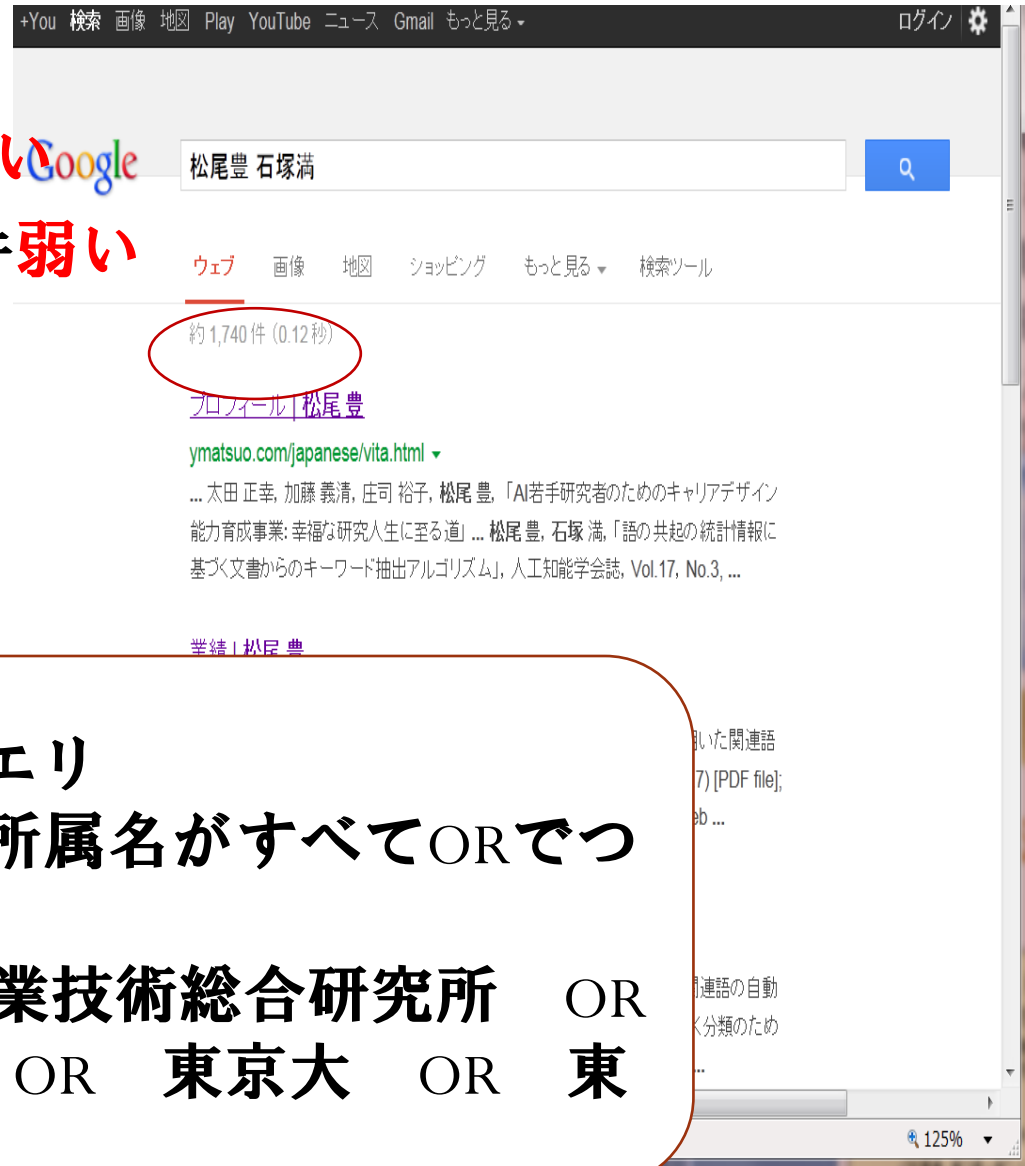 +You 検索 画像 地図 Play YouTube ニュース Gmail もっと見る ログイン
い
Google 松尾豊 石塚満
弱い
ウェブ 画像 地図 ショッピング もっと見る 検索ツール
約 1,740 件 (0.12 秒)
プロフィール | 松尾 豊
ymatsuo.com/japanese/vita.html
... 太田 正幸, 加藤 義清, 庄司 裕子, 松尾 豊, 「AI若手研究者のためのキャリアデザイン
能力育成事業: 幸福な研究人生に至る道」 ... 松尾 豊, 石塚 満, 「語の共起の統計情報に
基づく文書からのキーワード抽出アルゴリズム」, 人工知能学会誌, Vol.17, No.3, ...
業績 | 松尾 豊
いた関連語
7) [PDF file];
eb ...
エリ
所属名がすべてORでつ
業技術総合研究所 OR
関連語の自動
く分類のため
OR 東京大 OR 東
...
125%